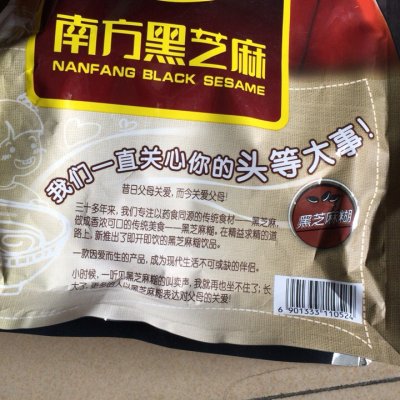 南方黑芝麻
NANFANG BLACK SESAME
我们一直关心你的头等大事！
昔日父母关爱，而今关爱父母！
三十多年来，我们专注以药食同源的传统食材——黑芝麻，
做成香浓可口的传统美食——黑芝麻糊，在精益求精的道
路上，新推出了即开即饮的黑芝麻糊饮品。
一款因爱而生的产品，成为现代生活不可或缺的伴侣。
小时候，一听见黑芝麻糊的叫卖声，我就再也坐不住了；长
大了，更多的人以黑芝麻糊表达对父母的关爱！
黑芝麻糊
6 901333 110524